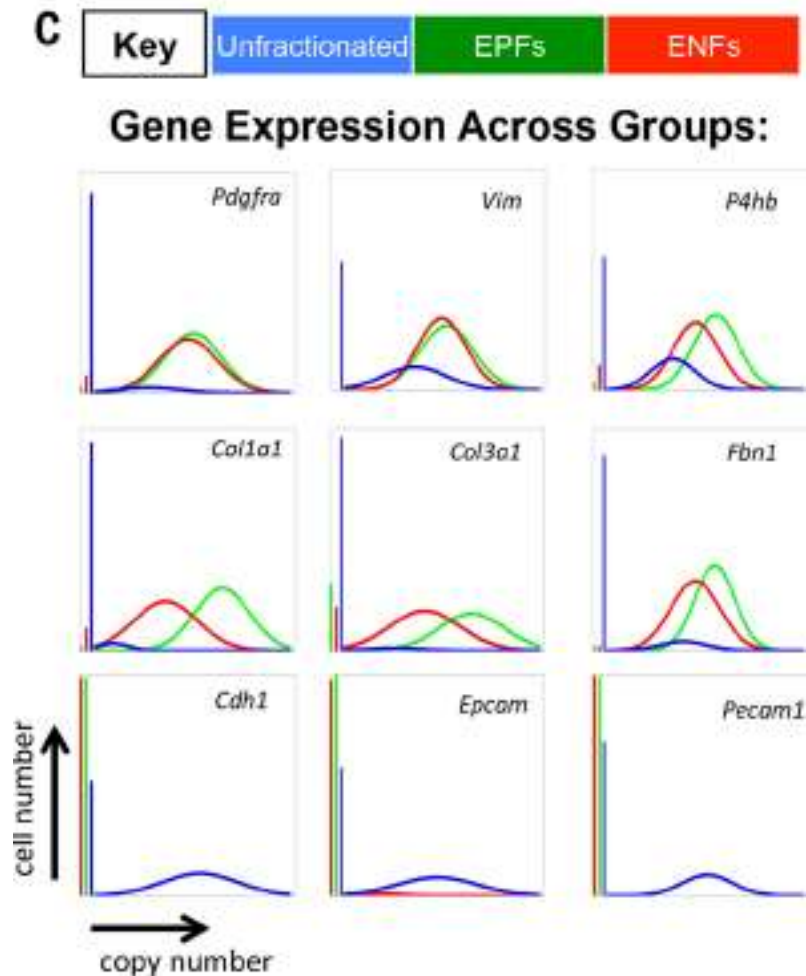 C Key Unfractionated EPFs ENFs
Gene Expression Across Groups:
Pdgfra Vim P4hb
Col1a1 Col3a1 Fbn1
Cdh1 Epcam Pecam1
cell number
copy number